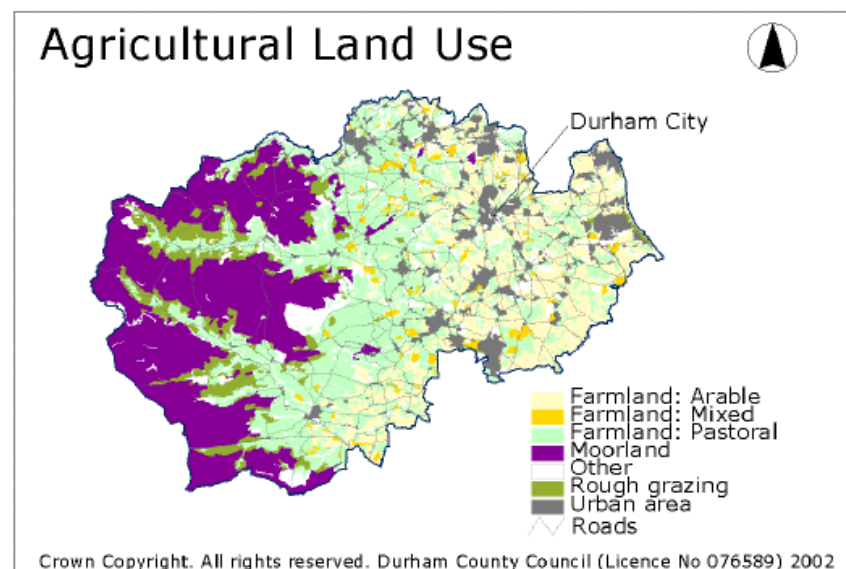 Agricultural Land Use
Durham City
Farmland: Arable
Farmland: Mixed
Farmland: Pastoral
Moorland
Other
Rough grazing
Urban area
Roads
Crown Copyright. All rights reserved. Durham County Council (Licence No 076589) 2002